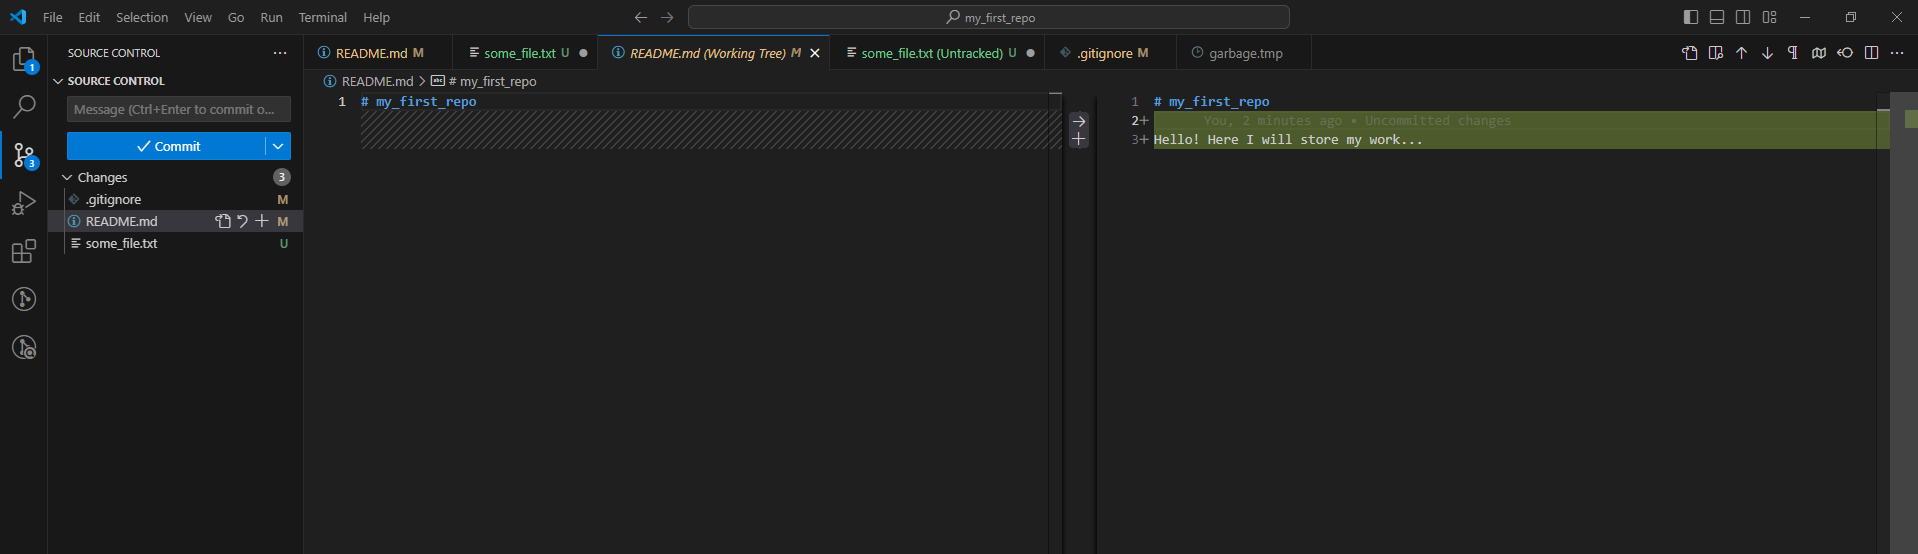 File Edit Selection View Go Run Terminal Help
my_first_repo
SOURCE CONTROL
README.md M
some_file.txt U
README.md (Working Tree) M
some_file.txt (Untracked) U
.gitignore M
garbage.tmp
1
SOURCE CONTROL
README.md > # my_first_repo
Message (Ctrl+Enter to commit o...
Commit
3
Changes 3
.gitignore M
README.md M
some_file.txt U
1 # my_first_repo
1 # my_first_repo
2+ You, 2 minutes ago • Uncommitted changes
3+ Hello! Here I will store my work...